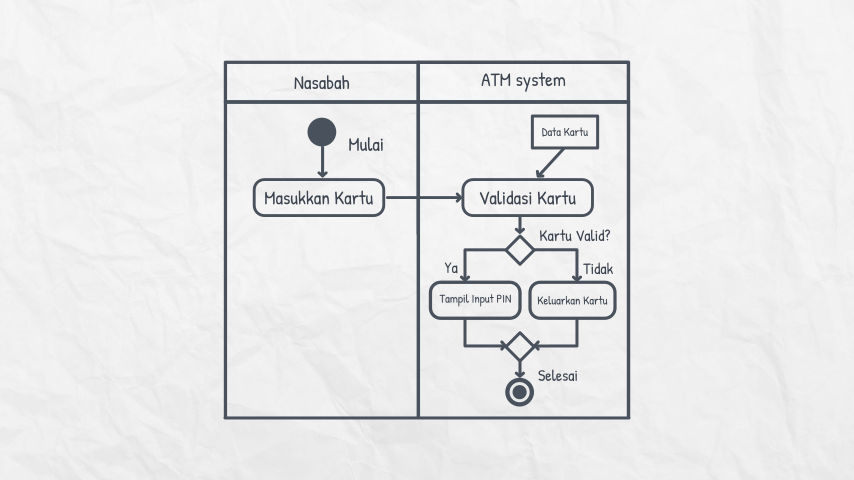 Nasabah
ATM system
Mulai
Data Kartu
Masukkan Kartu
Validasi Kartu
Kartu Valid?
Ya
Tidak
Tampil Input PIN
Keluarkan Kartu
Selesai